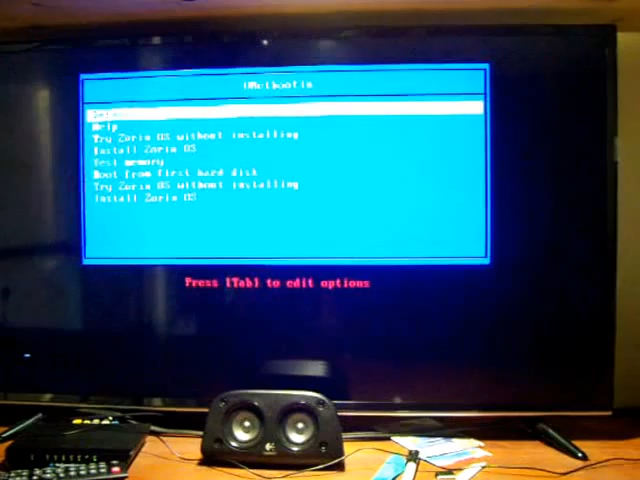 UNetbootin
Default
Help
Try Zorin OS without installing
Install Zorin OS
Test memory
Boot from first hard disk
Try Zorin OS without installing
Install Zorin OS
Press [Tab] to edit options